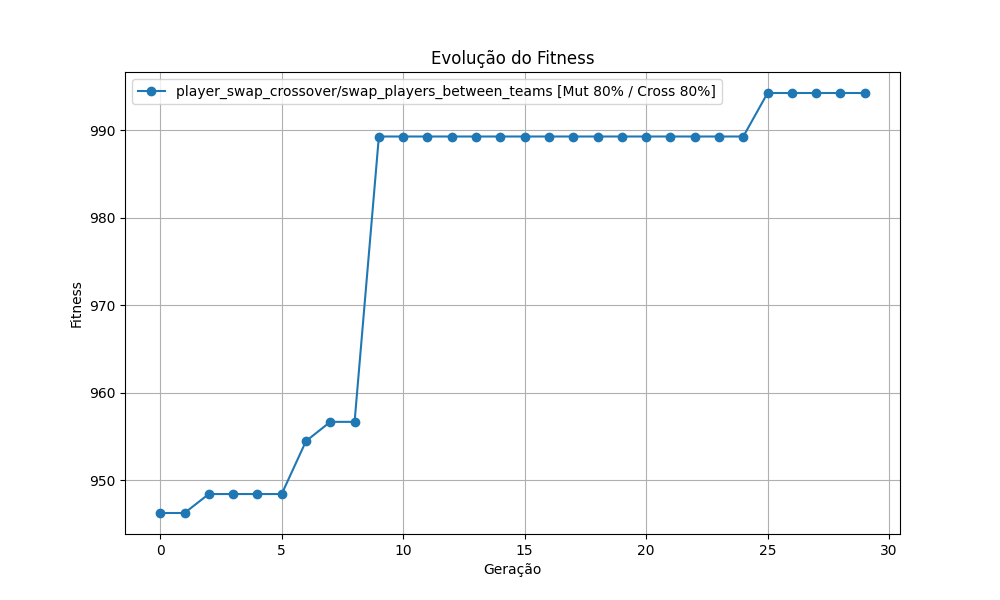 Evolução do Fitness
player_swap_crossover/swap_players_between_teams [Mut 80% / Cross 80%]
Fitness
990
980
970
960
950
0 5 10 15 20 25 30
Geração